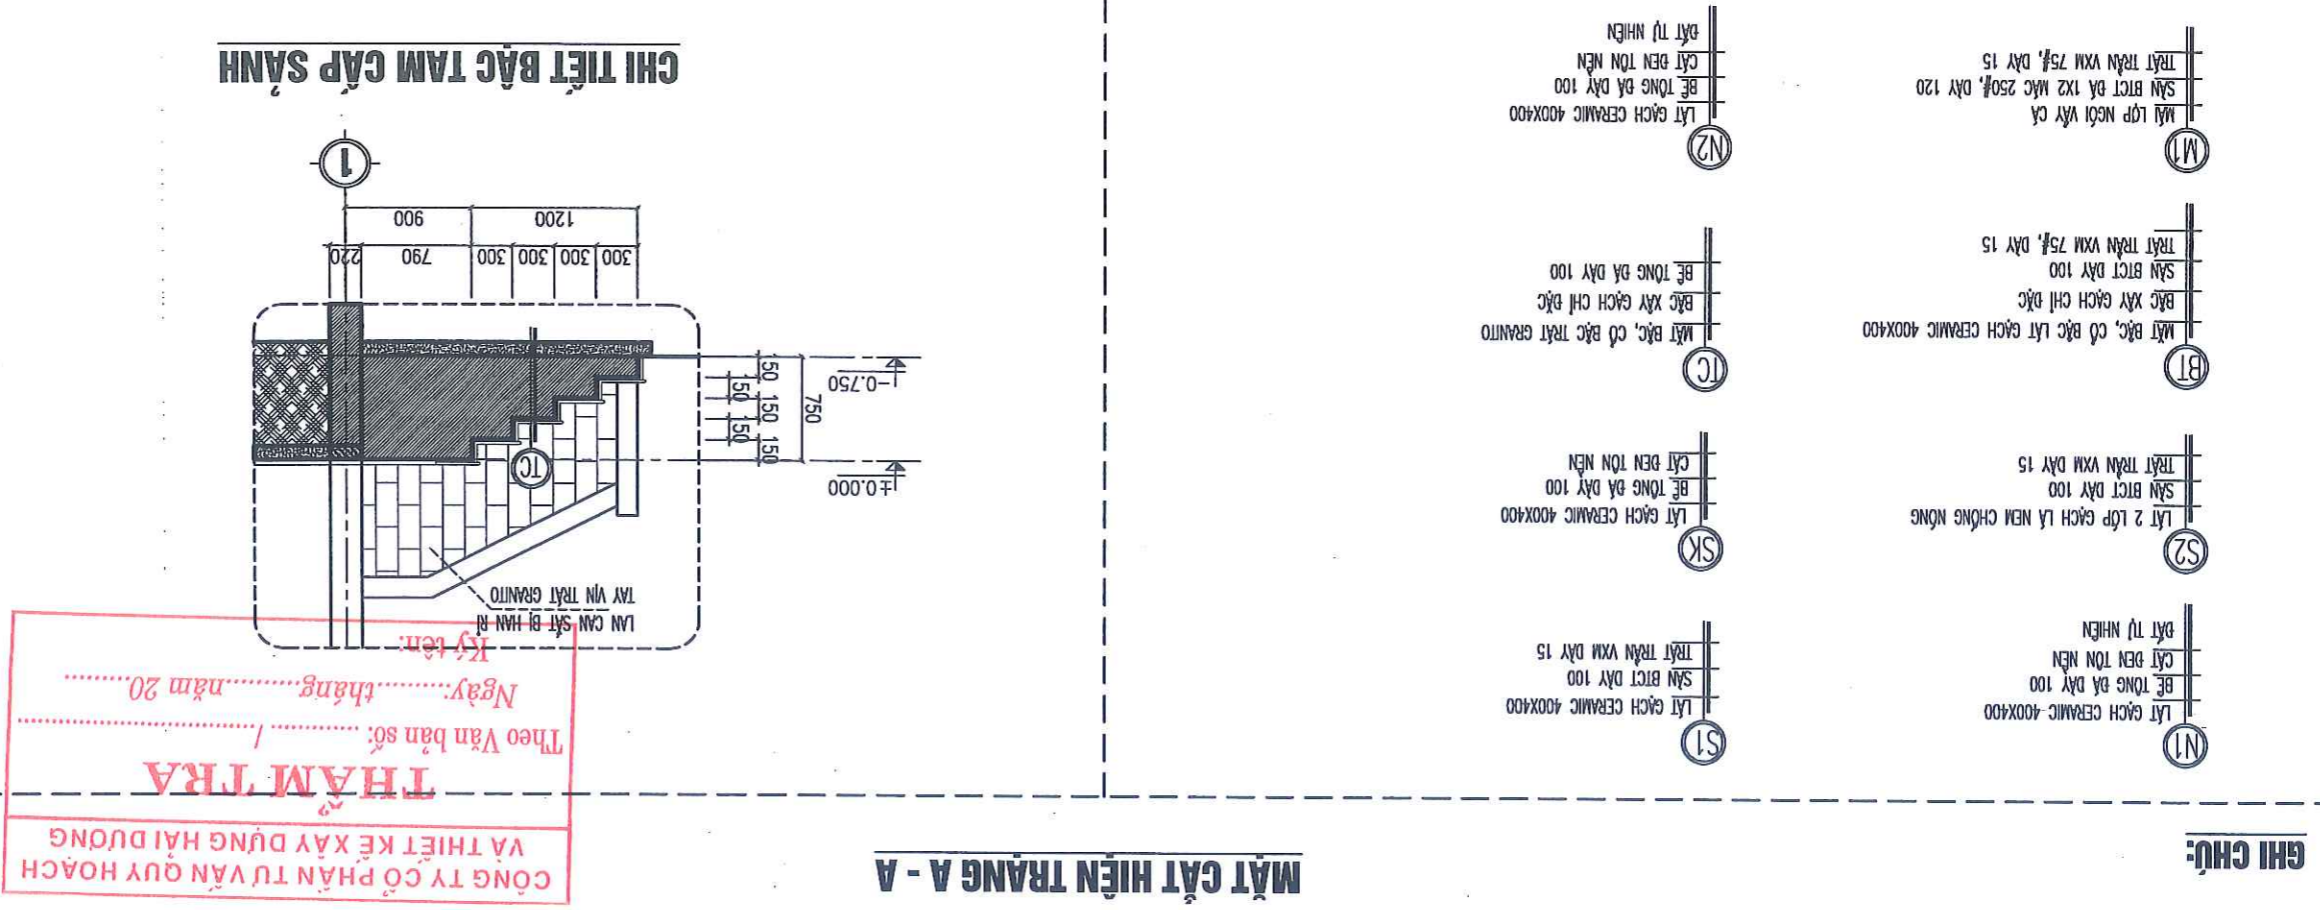 MẶT CẮT HIỆN TRẠNG A - A
GHI CHÚ:
N1
LÁT GẠCH CERAMIC 400X400
BÊ TÔNG ĐÁ DÀY 100
CÁT ĐEN TÔN NỀN
ĐẤT TỰ NHIÊN
S1
LÁT GẠCH CERAMIC 400X400
SÀN BTCT DÀY 100
TRÁT TRẦN VXM DÀY 15
S2
LÁT 2 LỚP GẠCH LÁ NEM CHỐNG NÓNG
SÀN BTCT DÀY 100
TRÁT TRẦN VXM DÀY 15
SK
LÁT GẠCH CERAMIC 400X400
BÊ TÔNG ĐÁ DÀY 100
CÁT ĐEN TÔN NỀN
BT
MẶT BẬC, CỔ BẬC LÁT GẠCH CERAMIC 400X400
BẬC XÂY GẠCH CHỈ ĐẶC
SÀN BTCT DÀY 100
TRÁT TRẦN VXM 75#, DÀY 15
TC
MẶT BẬC, CỔ BẬC TRÁT GRANITO
BẬC XÂY GẠCH CHỈ ĐẶC
BÊ TÔNG ĐÁ DÀY 100
M1
MÁI LỢP NGÓI VẨY CÁ
SÀN BTCT ĐÁ 1X2 MÁC 250#, DÀY 120
TRÁT TRẦN VXM 75#, DÀY 15
N2
LÁT GẠCH CERAMIC 400X400
BÊ TÔNG ĐÁ DÀY 100
CÁT ĐEN TÔN NỀN
ĐẤT TỰ NHIÊN
CÔNG TY CỔ PHẦN TƯ VẤN QUY HOẠCH
VÀ THIẾT KẾ XÂY DỰNG HẢI DƯƠNG
THẨM TRA
Theo Văn bản số: ............ /..............................
Ngày:..........tháng..........năm 20.........
Ký tên:
LAN CAN SẮT BỊ HAN RỈ
TAY VỊN TRÁT GRANITO
TC
±0.000
-0.750
750
150
150
150
150
150
300
300
300
300
790
220
1200
900
1
CHI TIẾT BẬC TAM CẤP SẢNH